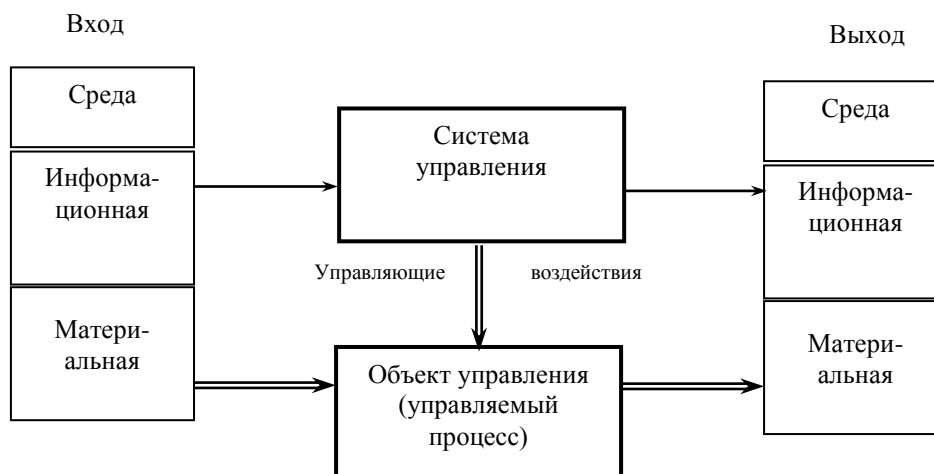 Вход
Выход
Среда
Информа-
ционная
Матери-
альная
Система
управления
Управляющие воздействия
Объект управления
(управляемый
процесс)
Среда
Информа-
ционная
Матери-
альная